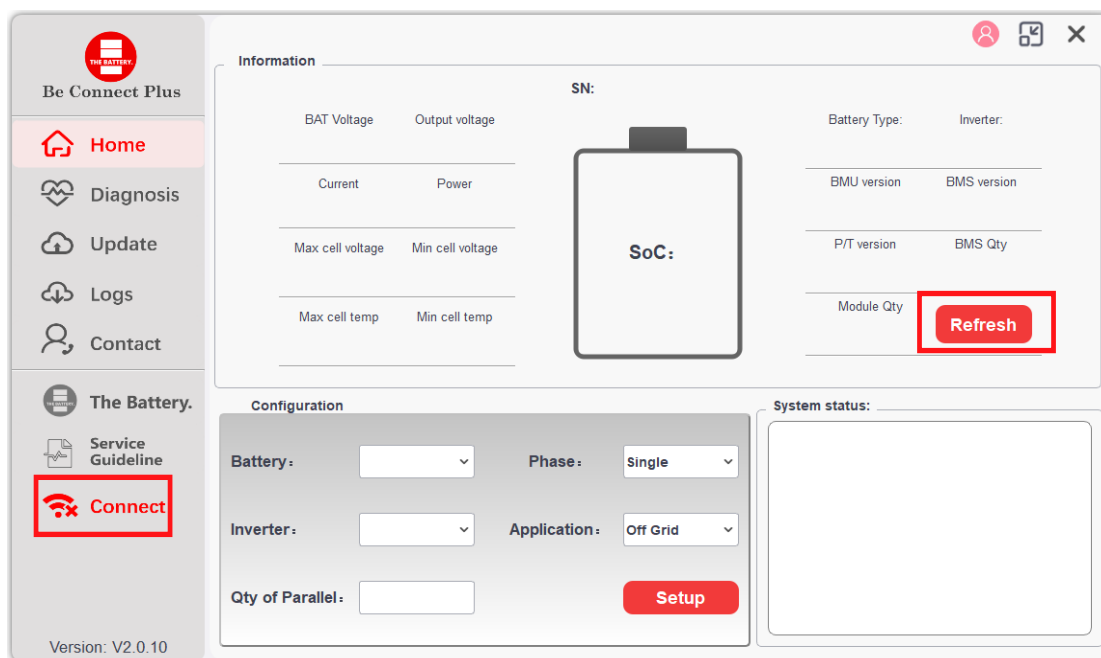 THE BATTERY.
Be Connect Plus
Home
Diagnosis
Update
Logs
Contact
THE BATTERY.
The Battery.
Service
Guideline
Connect
Version: V2.0.10
Information
SN:
BAT Voltage Output voltage
Current Power
Max cell voltage Min cell voltage
Max cell temp Min cell temp
SoC：
Battery Type: Inverter:
BMU version BMS version
P/T version BMS Qty
Module Qty
Refresh
Configuration
Battery： Phase： Single
Inverter： Application： Off Grid
Qty of Parallel： Setup
System status: